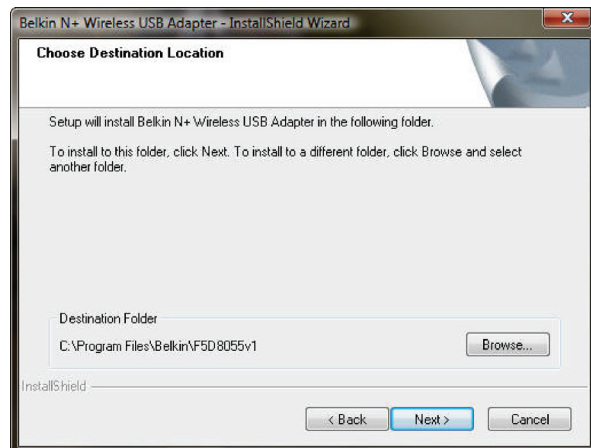 Belkin N+ Wireless USB Adapter - InstallShield Wizard
Choose Destination Location
Setup will install Belkin N+ Wireless USB Adapter in the following folder.
To install to this folder, click Next. To install to a different folder, click Browse and select
another folder.
Destination Folder
C:\Program Files\Belkin\F5D8055v1
Browse...
InstallShield
< Back
Next >
Cancel